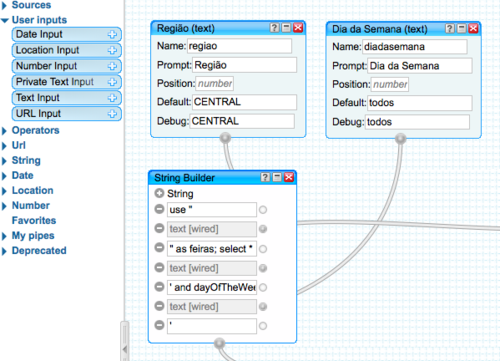 Sources
User inputs
Date Input
Location Input
Number Input
Private Text Input
Text Input
URL Input
Operators
Url
String
Date
Location
Number
Favorites
My pipes
Deprecated
Região (text)
Name: regiao
Prompt: Região
Position: number
Default: CENTRAL
Debug: CENTRAL
Dia da Semana (text)
Name: diadasemana
Prompt: Dia da Semana
Position: number
Default: todos
Debug: todos
String Builder
String
use "
text [wired]
" as feiras; select *
text [wired]
' and dayOfTheWee
text [wired]
'